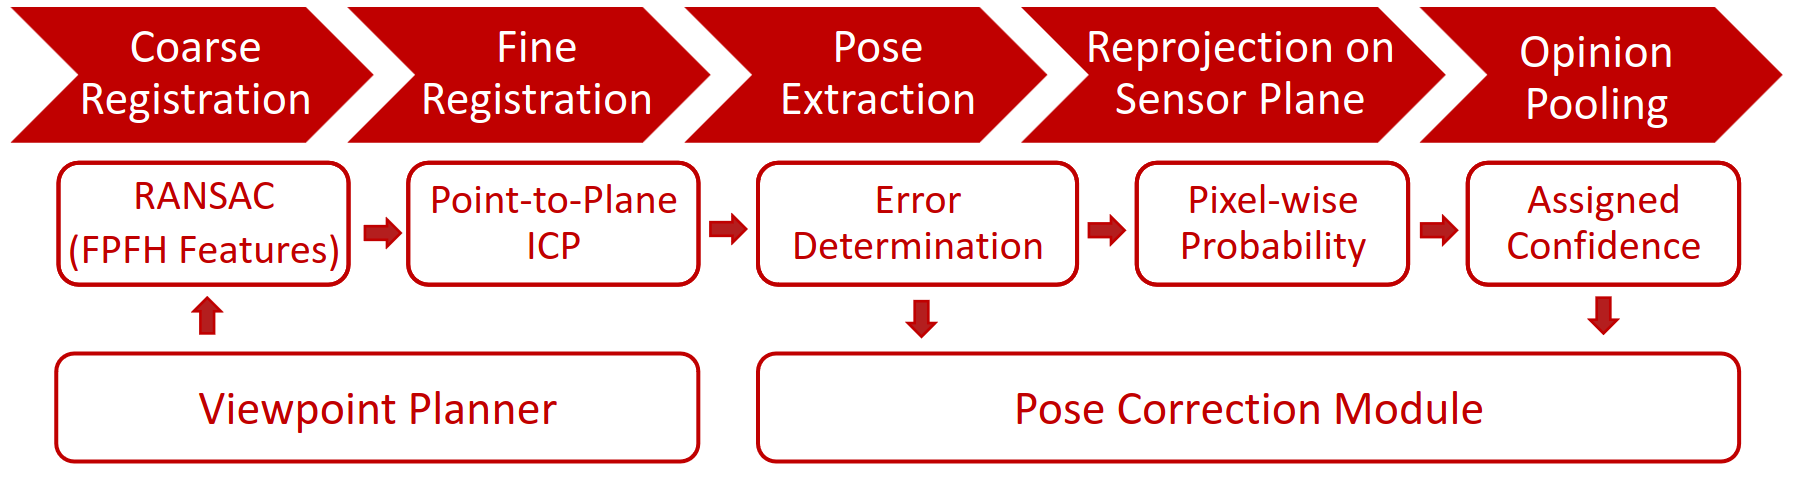 Coarse
Registration
Fine
Registration
Pose
Extraction
Reprojection on
Sensor Plane
Opinion
Pooling
RANSAC
(FPFH Features)
Point-to-Plane
ICP
Error
Determination
Pixel-wise
Probability
Assigned
Confidence
Viewpoint Planner
Pose Correction Module